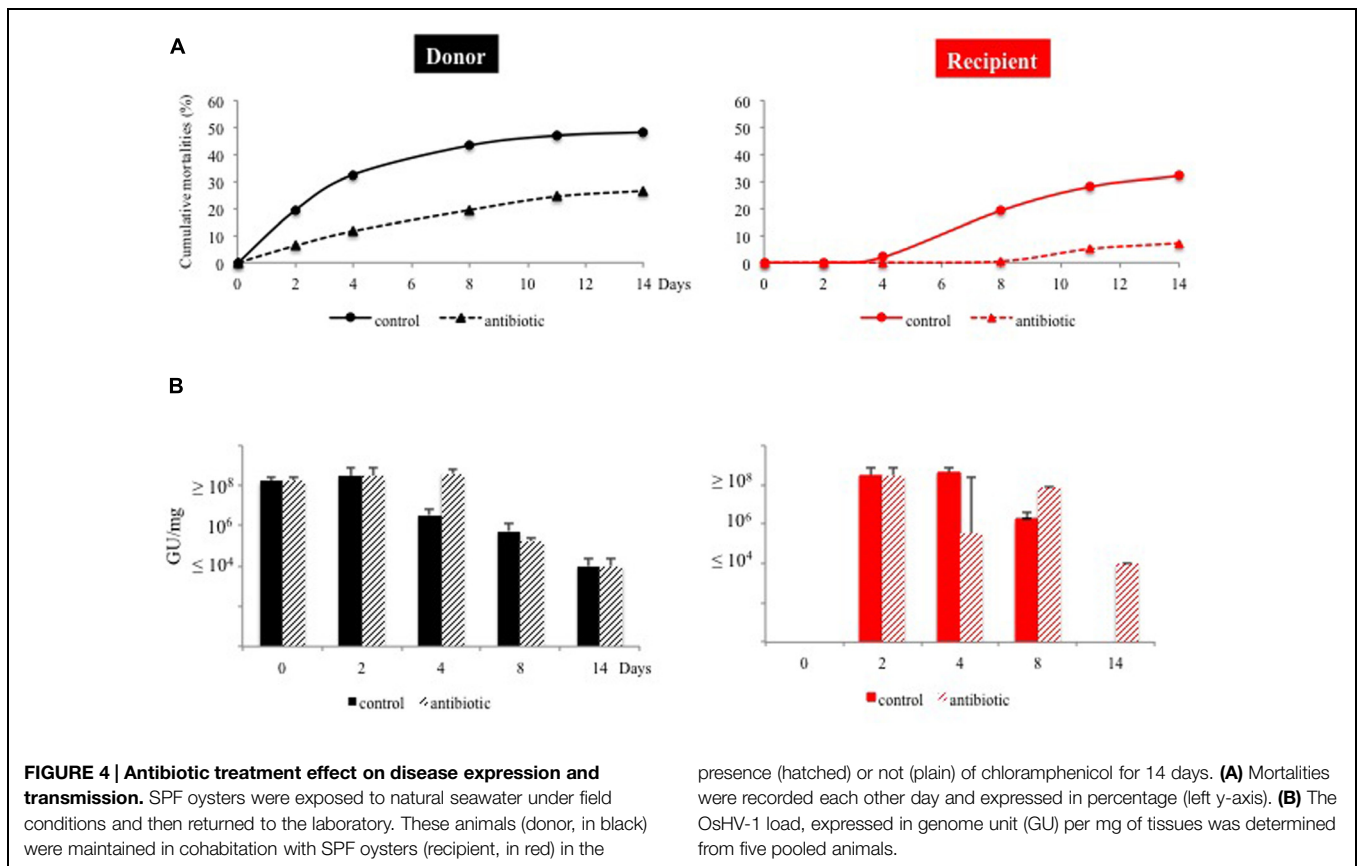 A
Donor
Recipient
Cumulative mortalities (%)
60
50
40
30
20
10
0
0 2 4 6 8 10 12 14 Days
control antibiotic
60
50
40
30
20
10
0
0 2 4 6 8 10 12 14
control antibiotic
B
GU/mg
≥ 10⁸
10⁶
≤ 10⁴
0 2 4 8 14 Days
control antibiotic
≥ 10⁸
10⁶
≤ 10⁴
0 2 4 8 14
control antibiotic
FIGURE 4 | Antibiotic treatment effect on disease expression and
transmission. SPF oysters were exposed to natural seawater under field
conditions and then returned to the laboratory. These animals (donor, in black)
were maintained in cohabitation with SPF oysters (recipient, in red) in the
presence (hatched) or not (plain) of chloramphenicol for 14 days. (A) Mortalities
were recorded each other day and expressed in percentage (left y-axis). (B) The
OsHV-1 load, expressed in genome unit (GU) per mg of tissues was determined
from five pooled animals.